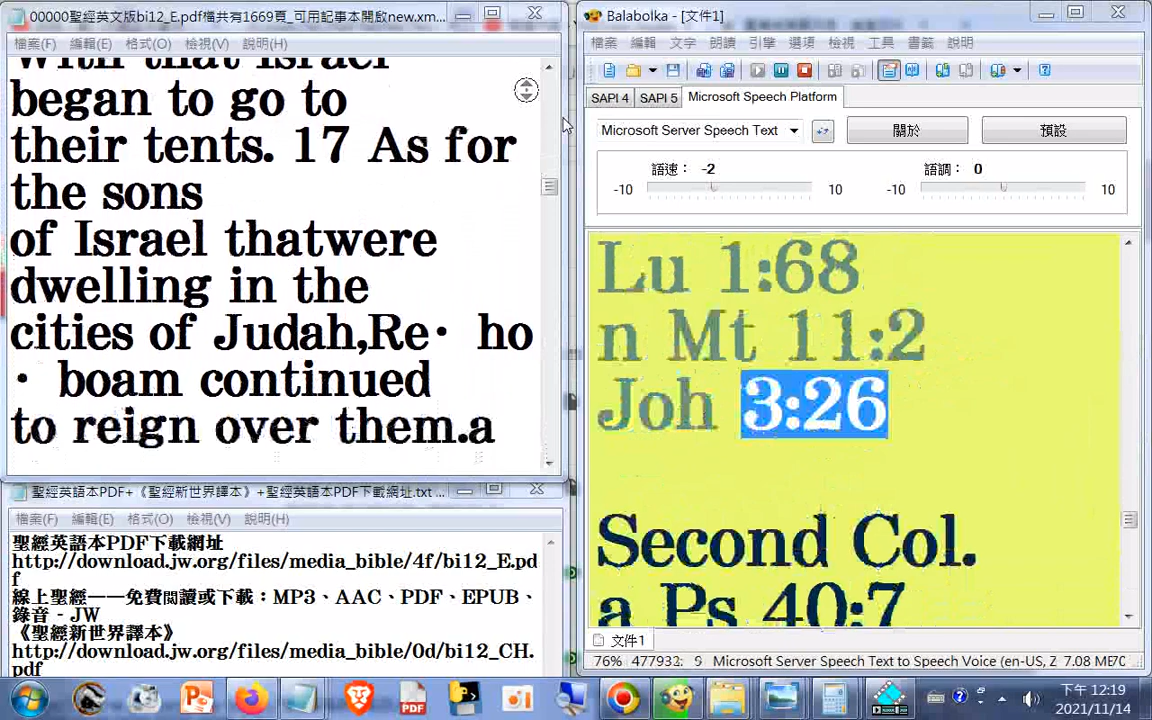 00000聖經英文版bi12_E.pdf檔共有1669頁_可用記事本開啟new.xm...
檔案(F) 編輯(E) 格式(O) 檢視(V) 說明(H)
With that Israel
began to go to
their tents. 17 As for
the sons
of Israel thatwere
dwelling in the
cities of Judah,Re· ho
· boam continued
to reign over them.a
聖經英語本PDF+《聖經新世界譯本》+聖經英語本PDF下載網址.txt ...
檔案(F) 編輯(E) 格式(O) 檢視(V) 說明(H)
聖經英語本PDF下載網址
http://download.jw.org/files/media_bible/4f/bi12_E.pd
f
線上聖經——免費閱讀或下載：MP3、AAC、PDF、EPUB、
錄音 - JW
《聖經新世界譯本》
http://download.jw.org/files/media_bible/0d/bi12_CH.
pdf
Balabolka - [文件1]
檔案 編輯 文字 朗讀 引擎 選項 檢視 工具 書籤 說明
SAPI 4 SAPI 5 Microsoft Speech Platform
Microsoft Server Speech Text 關於 預設
語速： -2 語調： 0
-10 10 -10 10
Lu 1:68
n Mt 11:2
Joh 3:26
Second Col.
a Ps 40:7
文件1
76% 477932: 9 Microsoft Server Speech Text to Speech Voice (en-US, Z 7.08 ME70
PDF
下午 12:19
2021/11/14